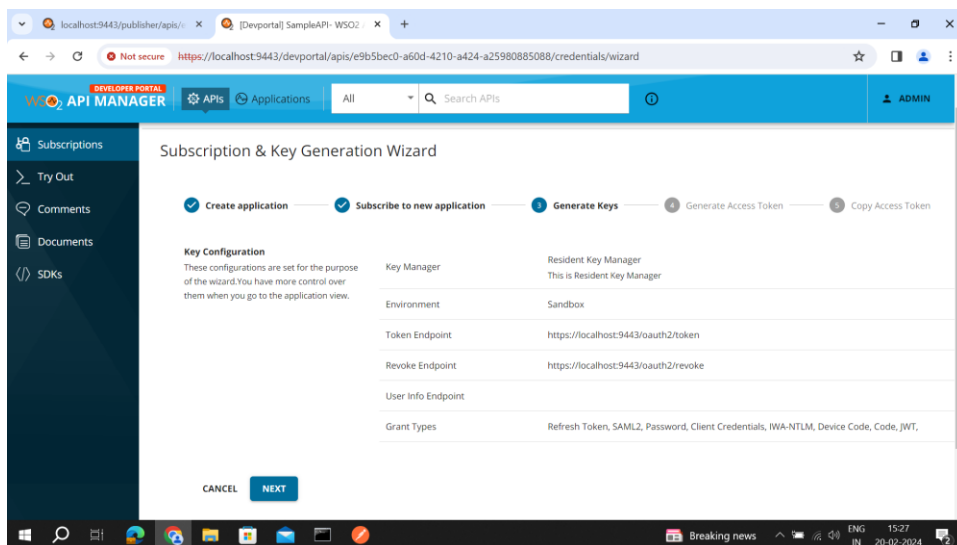 localhost:9443/publisher/apis/
[Devportal] SampleAPI- WSO2
Not secure https://localhost:9443/devportal/apis/e9b5bec0-a60d-4210-a424-a25980885088/credentials/wizard
DEVELOPER PORTAL
WSO2 API MANAGER
APIs
Applications
All
Search APIs
ADMIN
Subscriptions
Try Out
Comments
Documents
SDKs
Subscription & Key Generation Wizard
Create application
Subscribe to new application
3 Generate Keys
4 Generate Access Token
5 Copy Access Token
Key Configuration
These configurations are set for the purpose
of the wizard.You have more control over
them when you go to the application view.
Key Manager
Resident Key Manager
This is Resident Key Manager
Environment Sandbox
Token Endpoint https://localhost:9443/oauth2/token
Revoke Endpoint https://localhost:9443/oauth2/revoke
User Info Endpoint
Grant Types Refresh Token, SAML2, Password, Client Credentials, IWA-NTLM, Device Code, Code, JWT,
CANCEL
NEXT
Breaking news
ENG
IN
15:27
20-02-2024
2